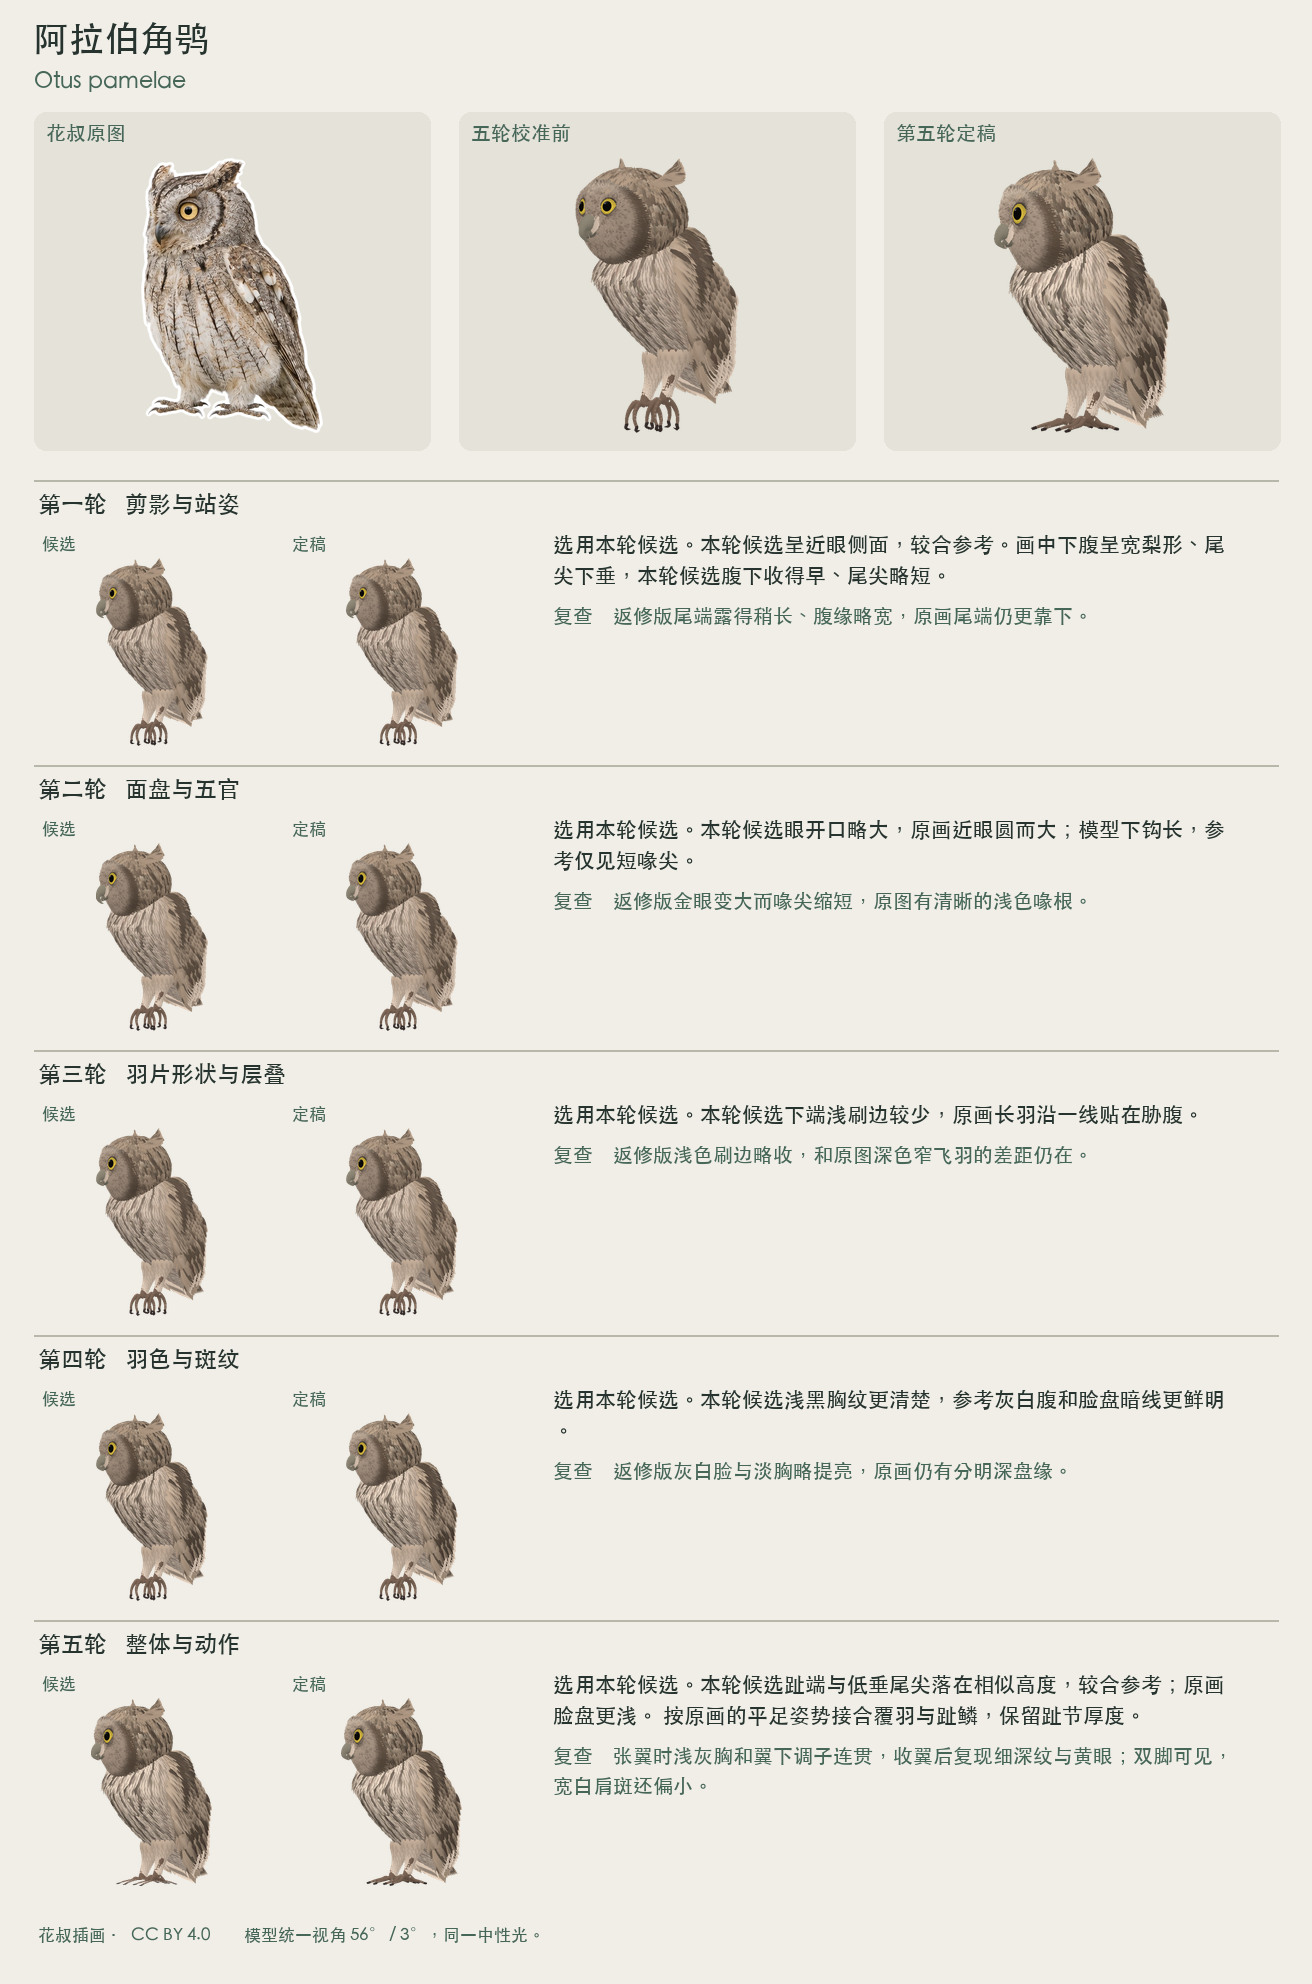 阿拉伯角鸮
Otus pamelae
花叔原图
五轮校准前
第五轮定稿
第一轮 剪影与站姿
候选
定稿
选用本轮候选。本轮候选呈近眼侧面，较合参考。画中下腹呈宽梨形、尾
尖下垂，本轮候选腹下收得早、尾尖略短。
复查 返修版尾端露得稍长、腹缘略宽，原画尾端仍更靠下。
第二轮 面盘与五官
候选
定稿
选用本轮候选。本轮候选眼开口略大，原画近眼圆而大；模型下钩长，参
考仅见短喙尖。
复查 返修版金眼变大而喙尖缩短，原图有清晰的浅色喙根。
第三轮 羽片形状与层叠
候选
定稿
选用本轮候选。本轮候选下端浅刷边较少，原画长羽沿一线贴在胁腹。
复查 返修版浅色刷边略收，和原图深色窄飞羽的差距仍在。
第四轮 羽色与斑纹
候选
定稿
选用本轮候选。本轮候选浅黑胸纹更清楚，参考灰白腹和脸盘暗线更鲜明
。
复查 返修版灰白脸与淡胸略提亮，原画仍有分明深盘缘。
第五轮 整体与动作
候选
定稿
选用本轮候选。本轮候选趾端与低垂尾尖落在相似高度，较合参考；原画
脸盘更浅。 按原画的平足姿势接合覆羽与趾鳞，保留趾节厚度。
复查 张翼时浅灰胸和翼下调子连贯，收翼后复现细深纹与黄眼；双脚可见，
宽白肩斑还偏小。
花叔插画 · CC BY 4.0 模型统一视角 56° / 3° ，同一中性光。